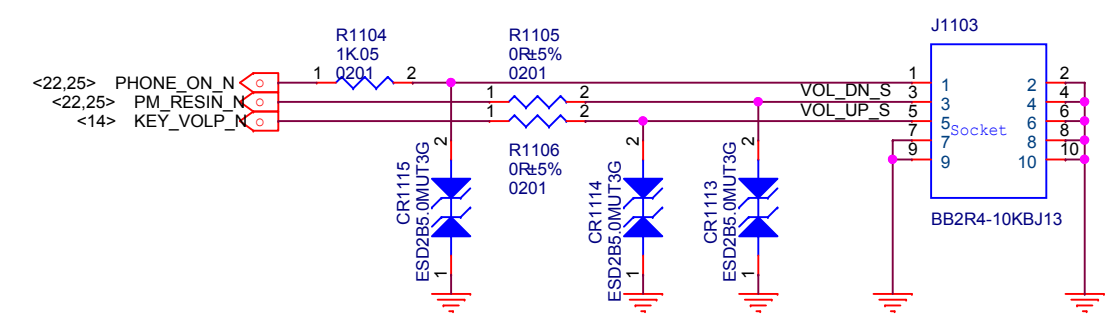 J1103
R1104
1K.05
0201
R1105
0R±5%
0201
<22,25> PHONE_ON_N
1 2
1 1 2 2
<22,25> PM_RESIN_N
1 2
VOL_DN_S
3 3 4 4
<14> KEY_VOLP_N
1 2
VOL_UP_S
5 5 6 6
Socket
7 7 8 8
9 9 10 10
R1106
0R±5%
0201
BB2R4-10KBJ13
2
CR1115
ESD2B5.0MUT3G
1
2
CR1114
ESD2B5.0MUT3G
1
2
CR1113
ESD2B5.0MUT3G
1